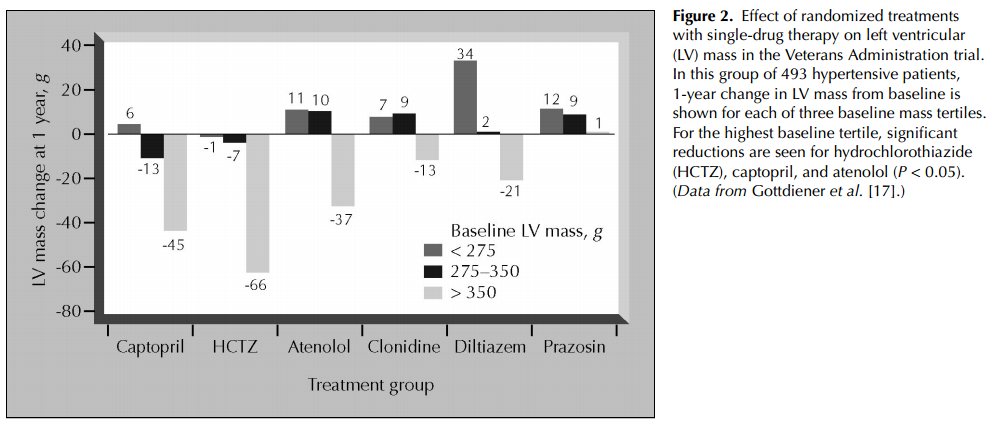 40
20
0
-20
-40
-60
-80
LV mass change at 1 year, g
6
-13
-45
-1
-7
-66
11
10
-37
7
9
-13
34
2
-21
12
9
1
Baseline LV mass, g
< 275
275–350
> 350
Captopril HCTZ Atenolol Clonidine Diltiazem Prazosin
Treatment group
Figure 2. Effect of randomized treatments
with single-drug therapy on left ventricular
(LV) mass in the Veterans Administration trial.
In this group of 493 hypertensive patients,
1-year change in LV mass from baseline is
shown for each of three baseline mass tertiles.
For the highest baseline tertile, significant
reductions are seen for hydrochlorothiazide
(HCTZ), captopril, and atenolol (P < 0.05).
(Data from Gottdiener et al. [17].)